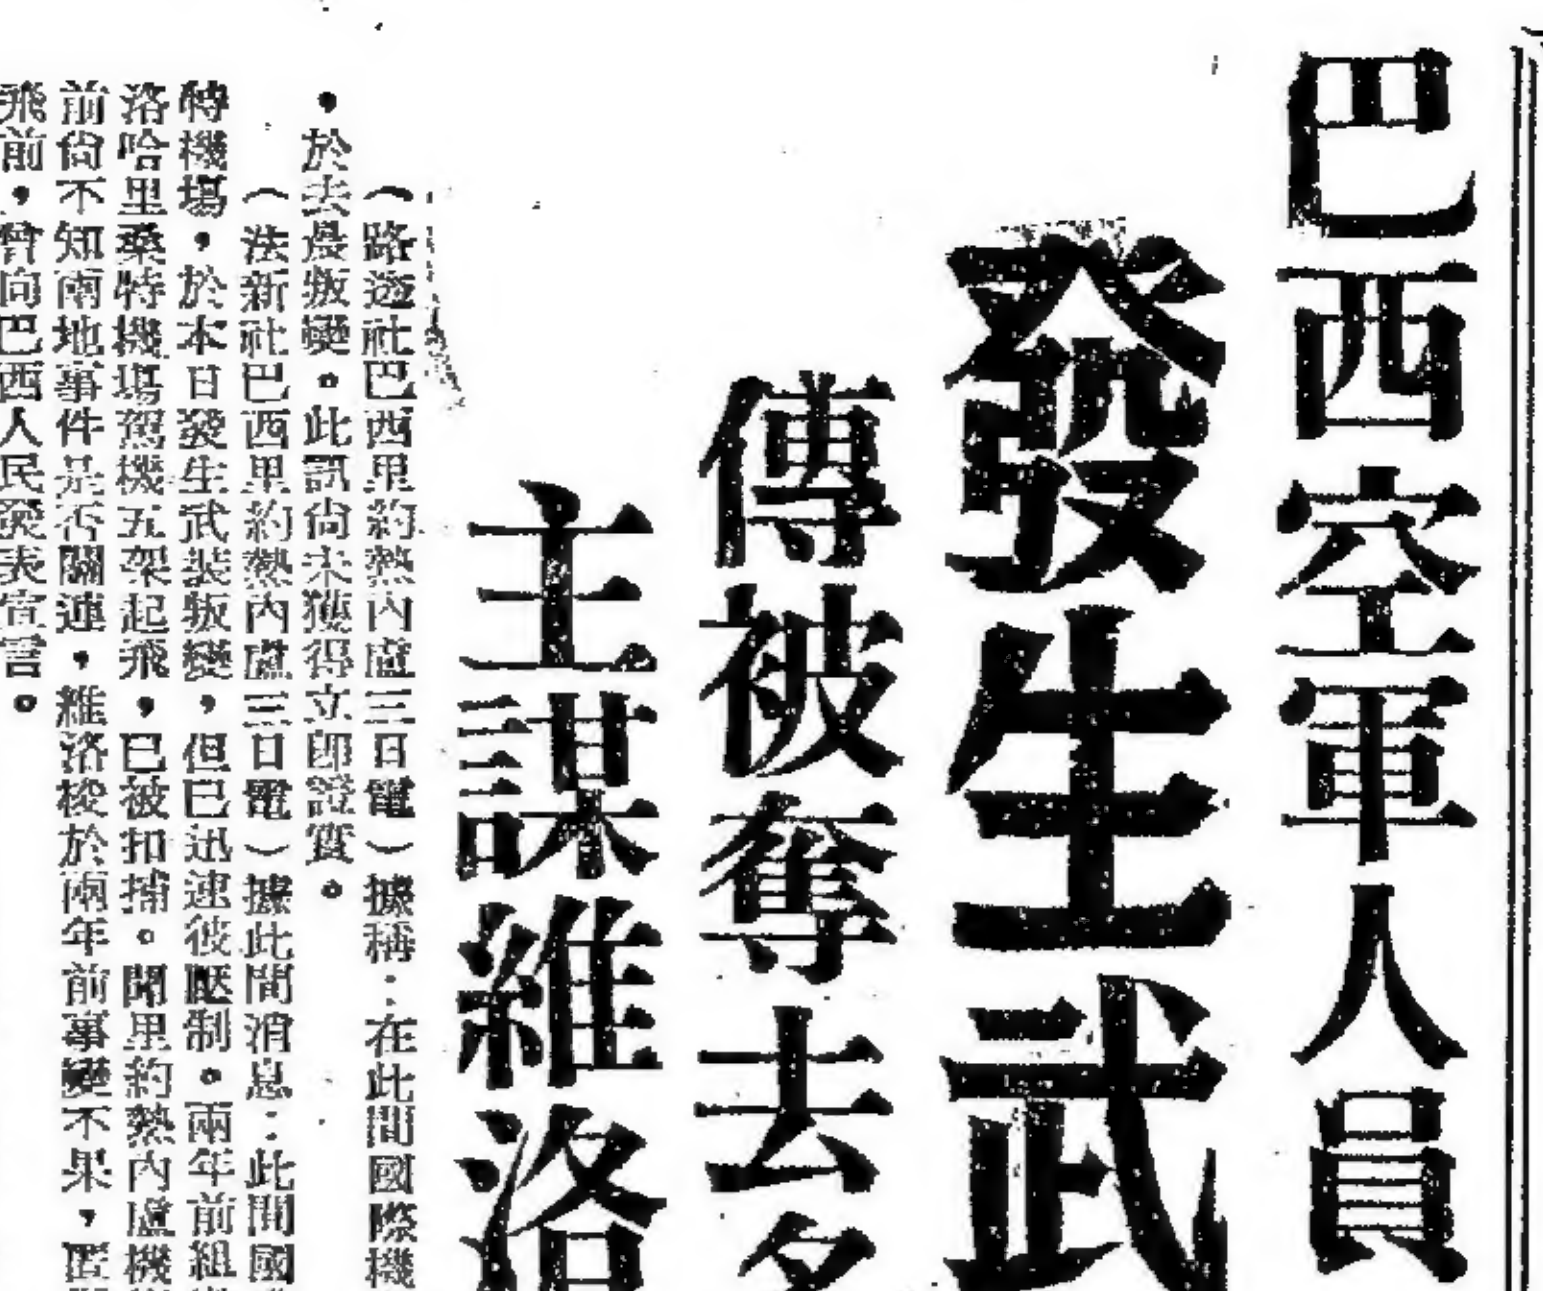 巴西空軍人員
發生武
傳被奪去多
主謀維洛
（路透社巴西里約熱內盧三日電）據稱：在此間國際機
，於去晨叛變。此訊尚未獲得立即證實。
（法新社巴西里約熱內盧三日電）據此間消息：此間國
特機場，於本日發生武裝叛變，但已迅速彼壓制。兩年前組
洛哈里桑特機場駕機五架起飛，已被扣捕。聞里約熱內盧機
前尙不知兩地事件是否關連，維洛梭於兩年前事變不果，匿
飛前，曾向巴西人民發表宣言。